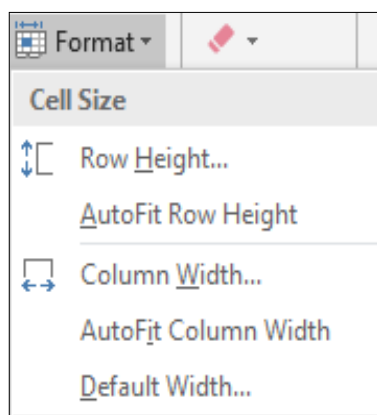 Format
Cell Size
Row Height...
AutoFit Row Height
Column Width...
AutoFit Column Width
Default Width...